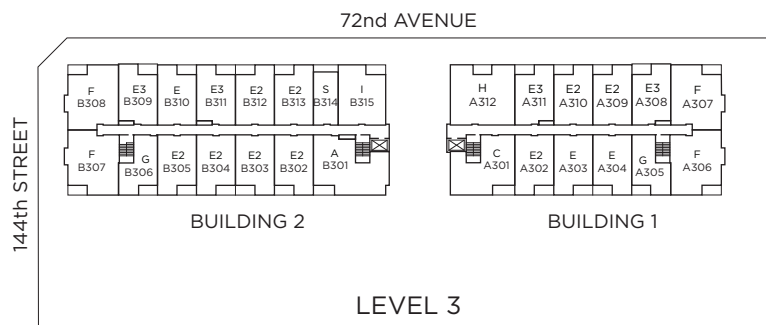 72nd AVENUE
144th STREET
F
B308
E3
B309
E
B310
E3
B311
E2
B312
E2
B313
S
B314
I
B315
F
B307
G
B306
E2
B305
E2
B304
E2
B303
E2
B302
A
B301
H
A312
E3
A311
E2
A310
E2
A309
E3
A308
F
A307
C
A301
E2
A302
E
A303
E
A304
G
A305
F
A306
BUILDING 2
BUILDING 1
LEVEL 3